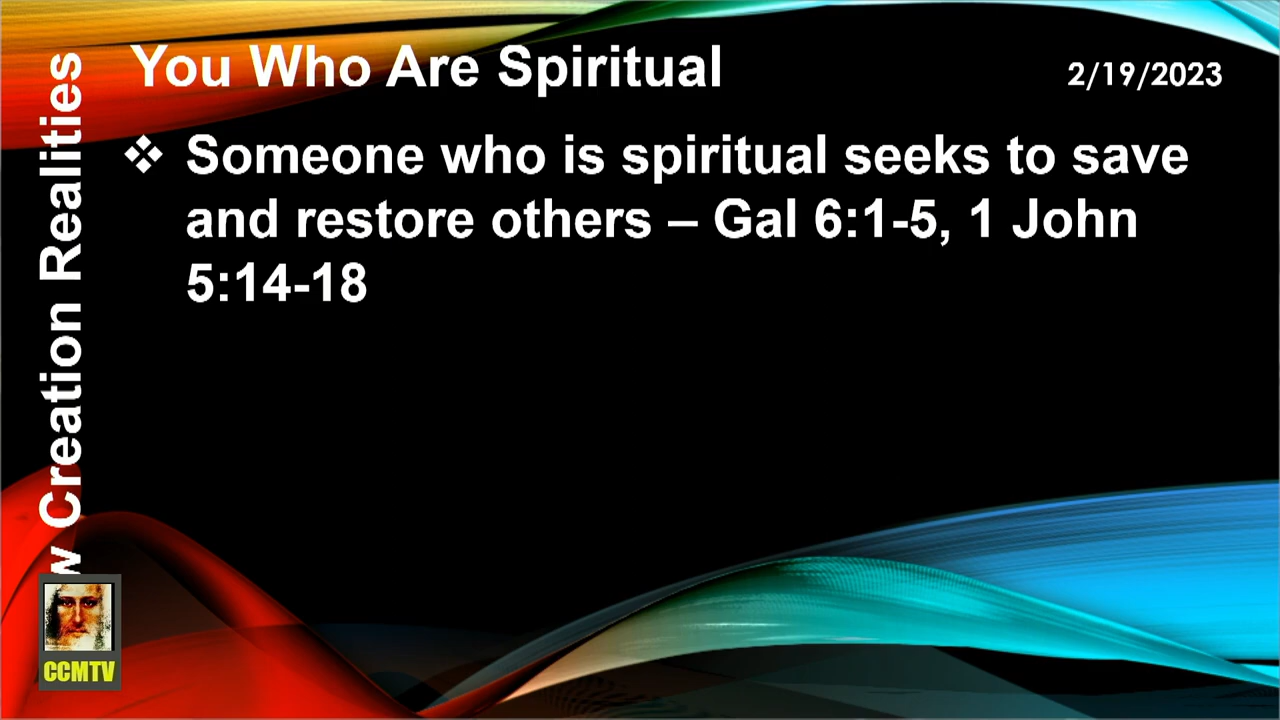 You Who Are Spiritual
2/19/2023
❖ Someone who is spiritual seeks to save
and restore others – Gal 6:1-5, 1 John
5:14-18
w Creation Realities
CCMTV